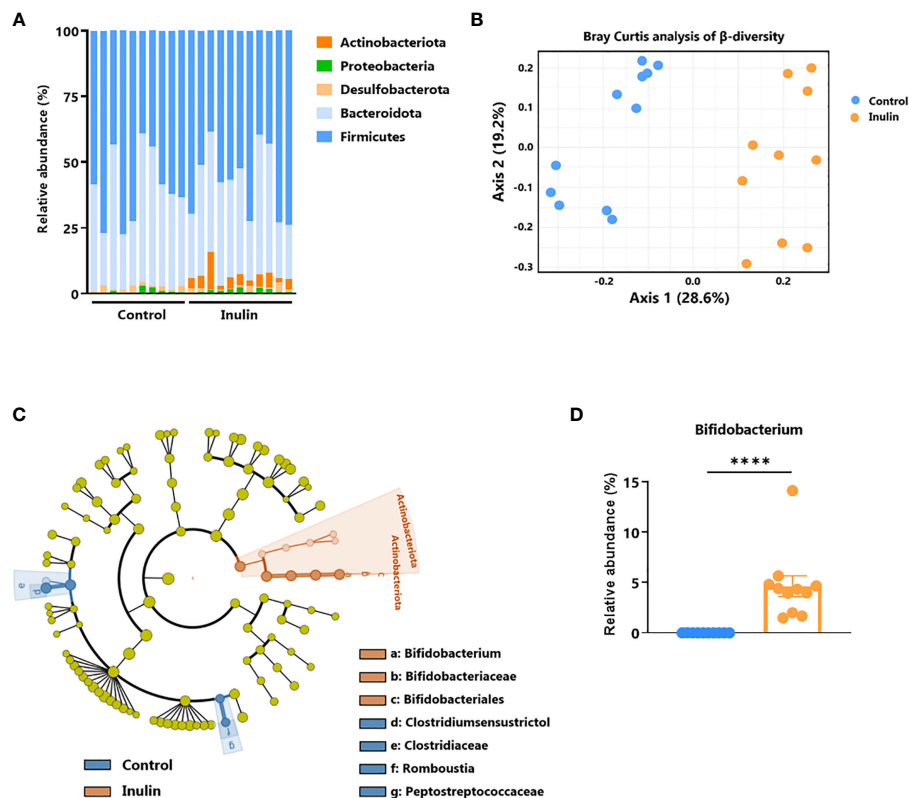 A
100
75
50
25
0
Relative abundance (%)
Control
Inulin
Actinobacteriota
Proteobacteria
Desulfobacterota
Bacteroidota
Firmicutes
B
Bray Curtis analysis of β-diversity
0.2
0.1
0.0
-0.1
-0.2
-0.3
Axis 2 (19.2%)
-0.2
0.0
0.2
Axis 1 (28.6%)
Control
Inulin
C
Actinobacteriota
Actinobacteriota
a
b
c
e
d
f
g
Control
Inulin
a: Bifidobacterium
b: Bifidobacteriaceae
c: Bifidobacteriales
d: Clostridiumsensustrictol
e: Clostridiaceae
f: Romboustia
g: Peptostreptococcaceae
D
Bifidobacterium
****
15
10
5
0
Relative abundance (%)